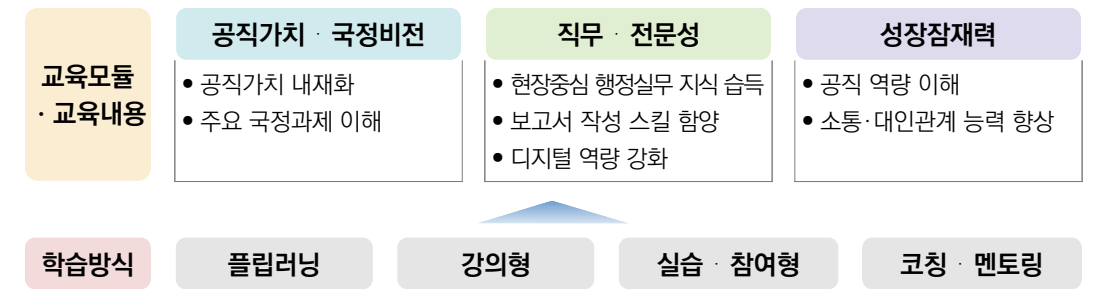 교육모듈
· 교육내용
공직가치 · 국정비전
• 공직가치 내재화
• 주요 국정과제 이해
직무 · 전문성
• 현장중심 행정실무 지식 습득
• 보고서 작성 스킬 함양
• 디지털 역량 강화
성장잠재력
• 공직 역량 이해
• 소통·대인관계 능력 향상
학습방식
플립러닝
강의형
실습 · 참여형
코칭 · 멘토링